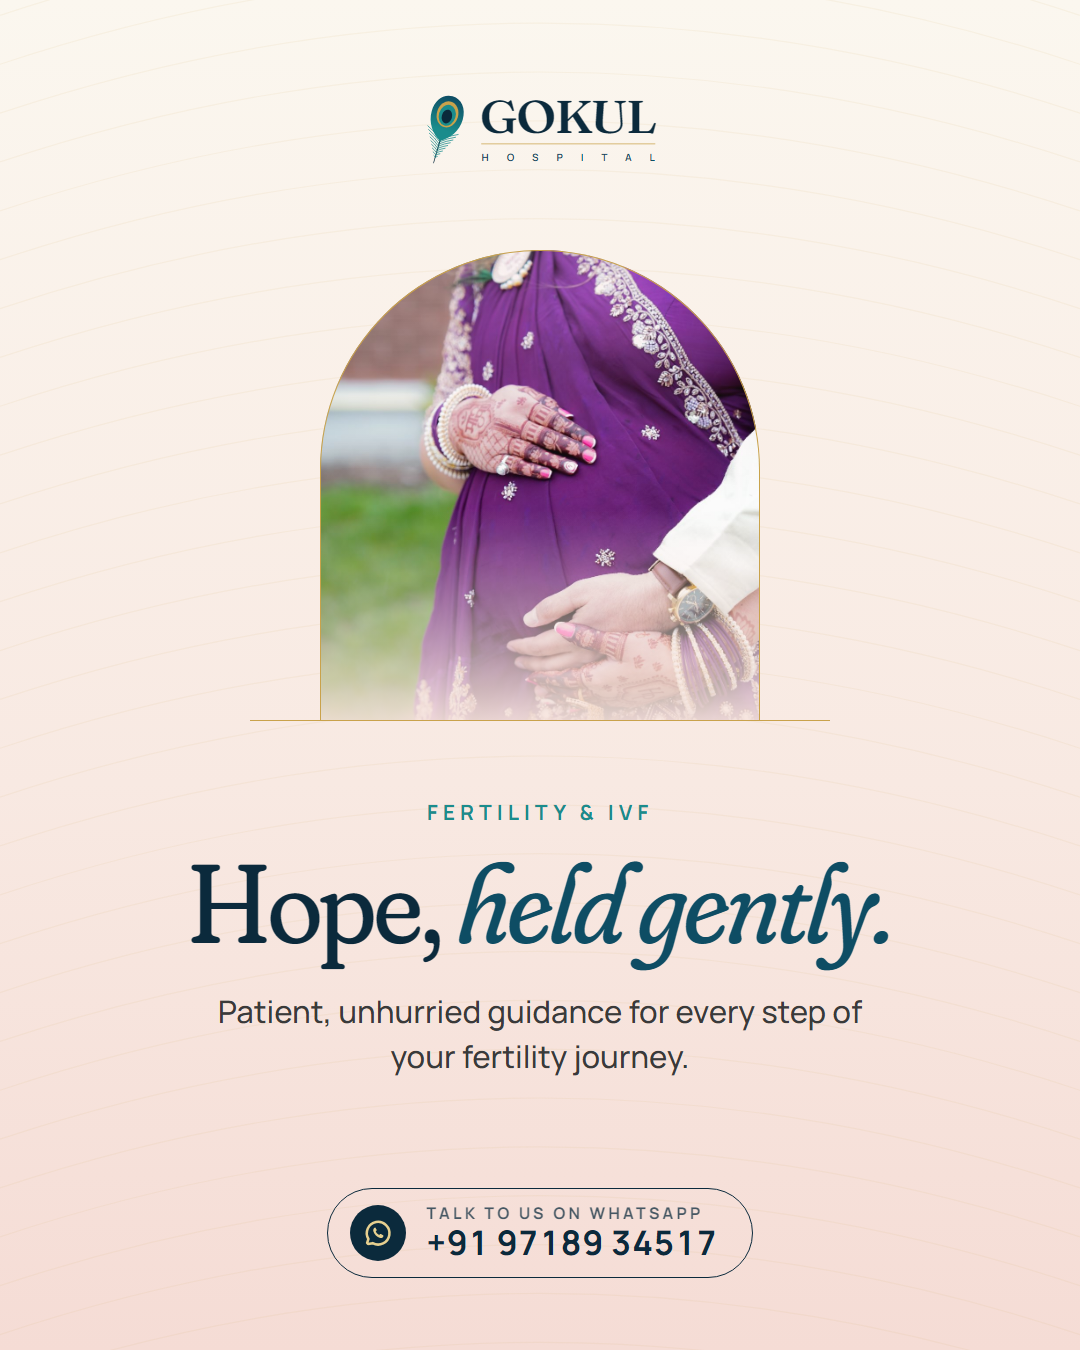 GOKUL
HOSPITAL
FERTILITY & IVF
Hope, held gently.
Patient, unhurried guidance for every step of
your fertility journey.
TALK TO US ON WHATSAPP
+91 97189 34517